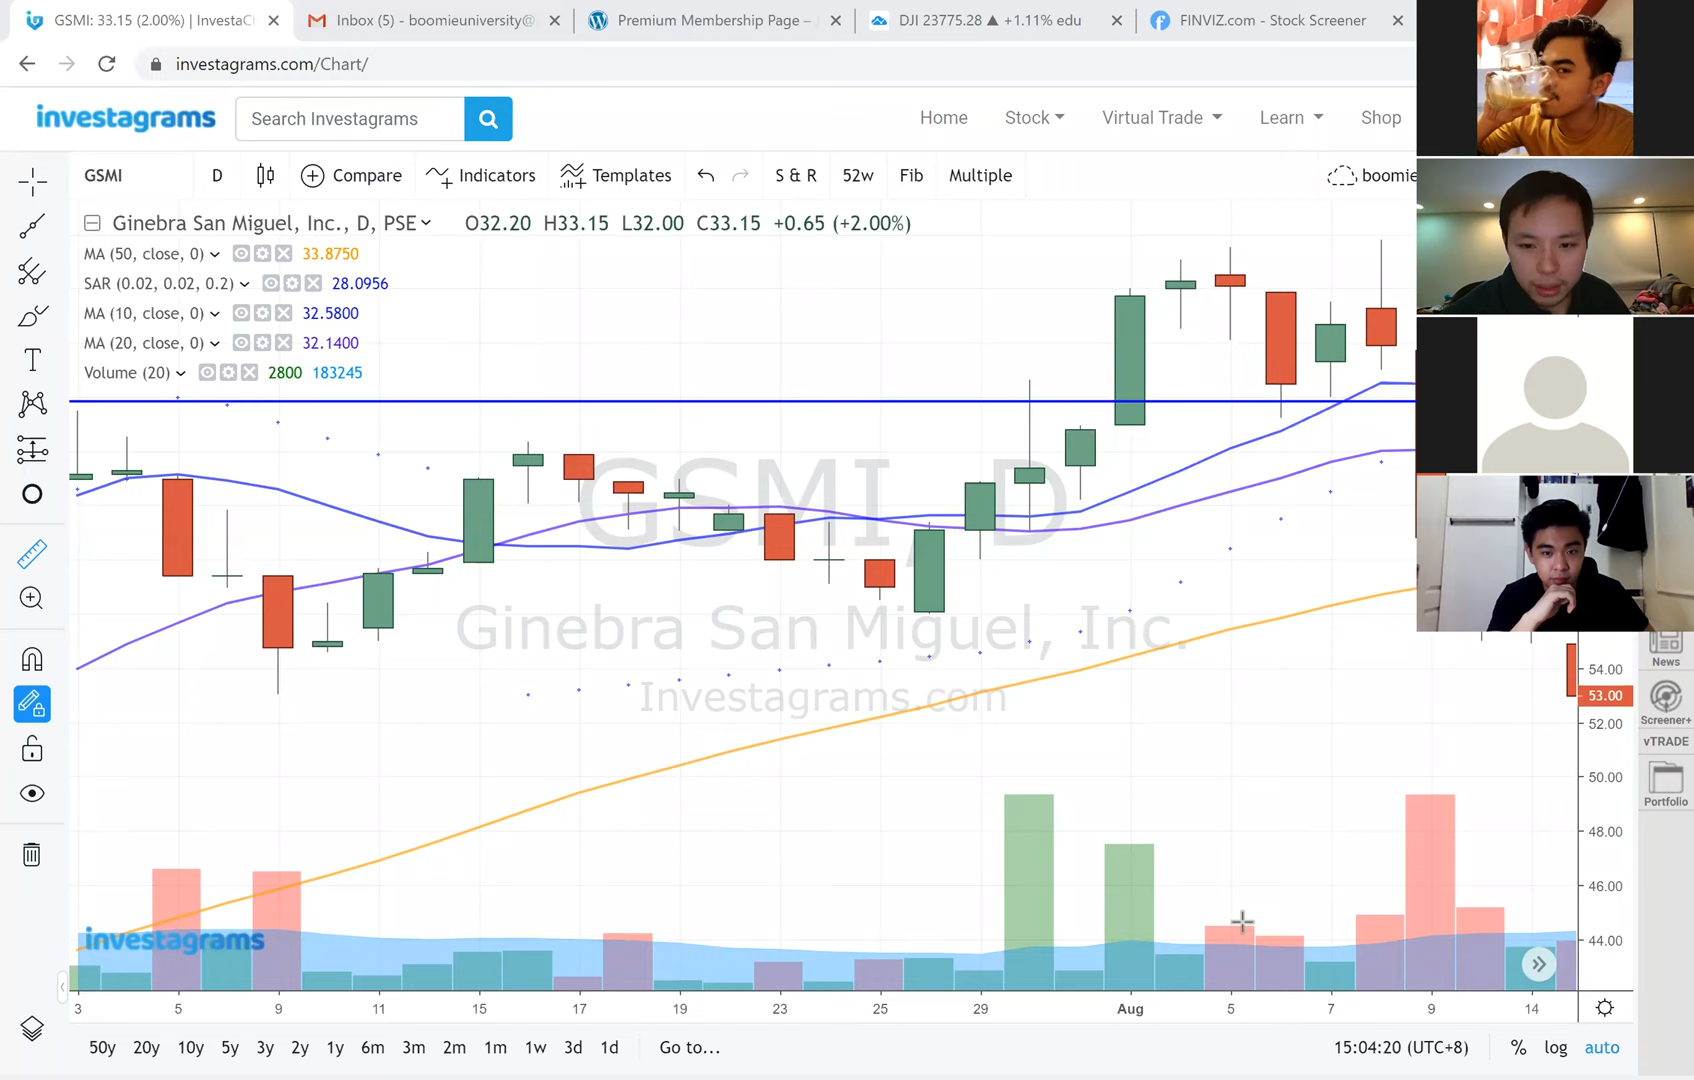 GSMI: 33.15 (2.00%) | InvestaCh
Inbox (5) - boomieuniversity@
Premium Membership Page –
DJI 23775.28 ▲ +1.11% edu
FINVIZ.com - Stock Screener
investagrams.com/Chart/
investagrams
Search Investagrams
Home
Stock
Virtual Trade
Learn
Shop
GSMI
D
Compare
Indicators
Templates
S & R
52w
Fib
Multiple
boomie
Ginebra San Miguel, Inc., D, PSE
O32.20 H33.15 L32.00 C33.15 +0.65 (+2.00%)
MA (50, close, 0) 33.8750
SAR (0.02, 0.02, 0.2) 28.0956
MA (10, close, 0) 32.5800
MA (20, close, 0) 32.1400
Volume (20) 2800 183245
GSMI, D
Ginebra San Miguel, Inc.
Investagrams.com
54.00
53.00
52.00
50.00
48.00
46.00
44.00
News
Screener+
vTRADE
Portfolio
investagrams
3 5 9 11 15 17 19 23 25 29 Aug 5 7 9 14
50y 20y 10y 5y 3y 2y 1y 6m 3m 2m 1m 1w 3d 1d Go to...
15:04:20 (UTC+8) % log auto